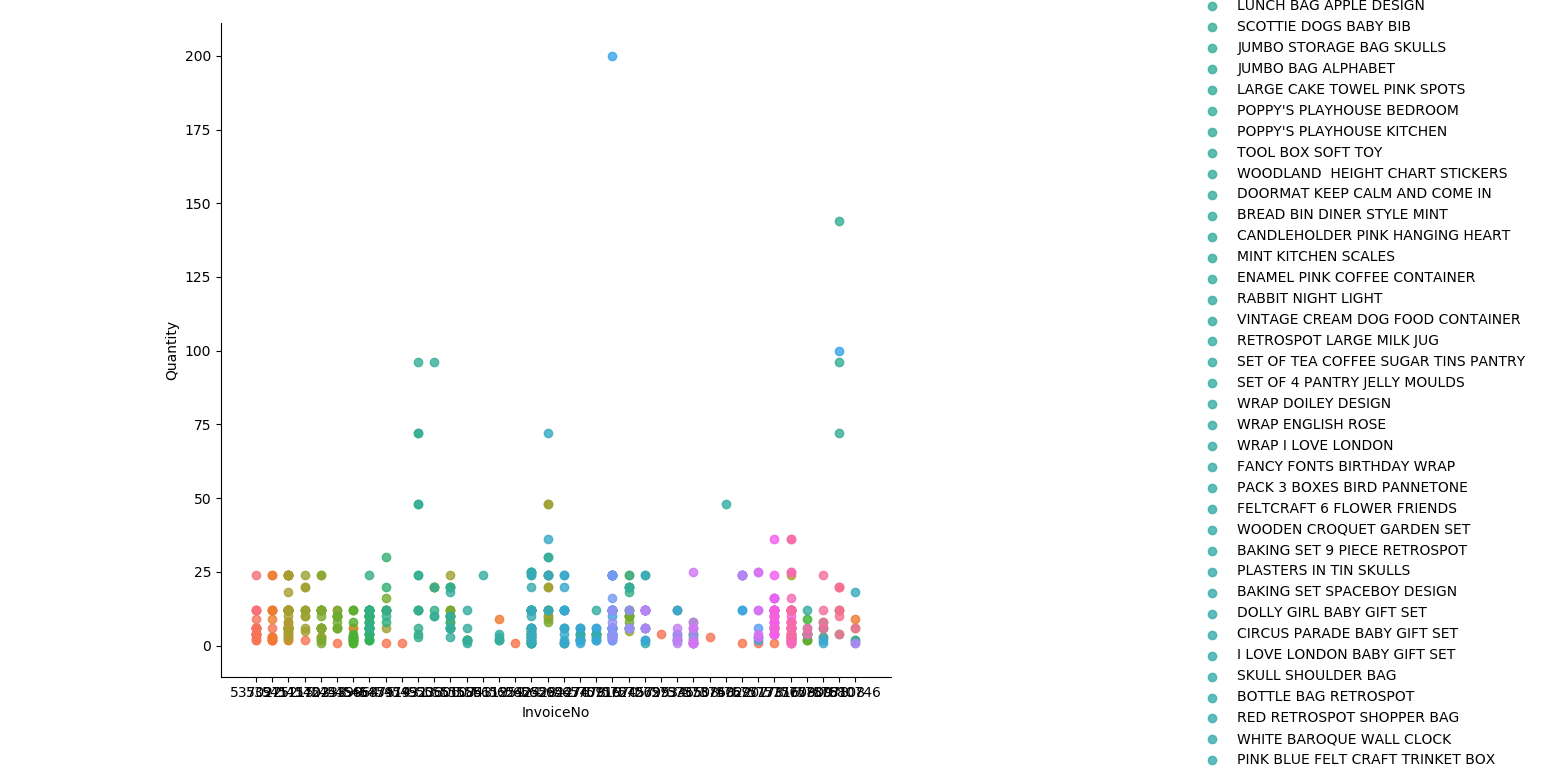 200
175
150
125
100
75
50
25
0
Quantity
InvoiceNo
LUNCH BAG APPLE DESIGN
SCOTTIE DOGS BABY BIB
JUMBO STORAGE BAG SKULLS
JUMBO BAG ALPHABET
LARGE CAKE TOWEL PINK SPOTS
POPPY'S PLAYHOUSE BEDROOM
POPPY'S PLAYHOUSE KITCHEN
TOOL BOX SOFT TOY
WOODLAND  HEIGHT CHART STICKERS
DOORMAT KEEP CALM AND COME IN
BREAD BIN DINER STYLE MINT
CANDLEHOLDER PINK HANGING HEART
MINT KITCHEN SCALES
ENAMEL PINK COFFEE CONTAINER
RABBIT NIGHT LIGHT
VINTAGE CREAM DOG FOOD CONTAINER
RETROSPOT LARGE MILK JUG
SET OF TEA COFFEE SUGAR TINS PANTRY
SET OF 4 PANTRY JELLY MOULDS
WRAP DOILEY DESIGN
WRAP ENGLISH ROSE
WRAP I LOVE LONDON
FANCY FONTS BIRTHDAY WRAP
PACK 3 BOXES BIRD PANNETONE
FELTCRAFT 6 FLOWER FRIENDS
WOODEN CROQUET GARDEN SET
BAKING SET 9 PIECE RETROSPOT
PLASTERS IN TIN SKULLS
BAKING SET SPACEBOY DESIGN
DOLLY GIRL BABY GIFT SET
CIRCUS PARADE BABY GIFT SET
I LOVE LONDON BABY GIFT SET
SKULL SHOULDER BAG
BOTTLE BAG RETROSPOT
RED RETROSPOT SHOPPER BAG
WHITE BAROQUE WALL CLOCK
PINK BLUE FELT CRAFT TRINKET BOX